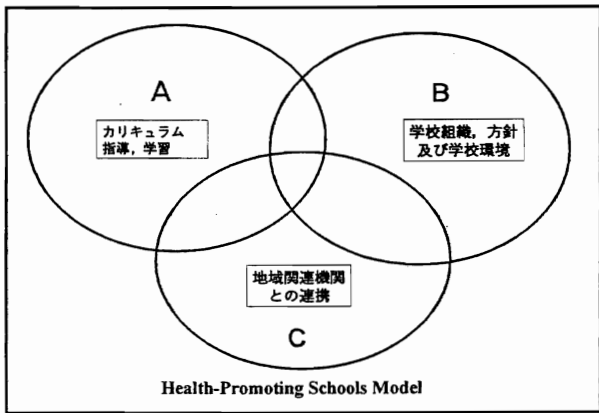 A
カリキュラム
指導，学習
B
学校組織，方針
及び学校環境
地域関連機関
との連携
C
Health-Promoting Schools Model